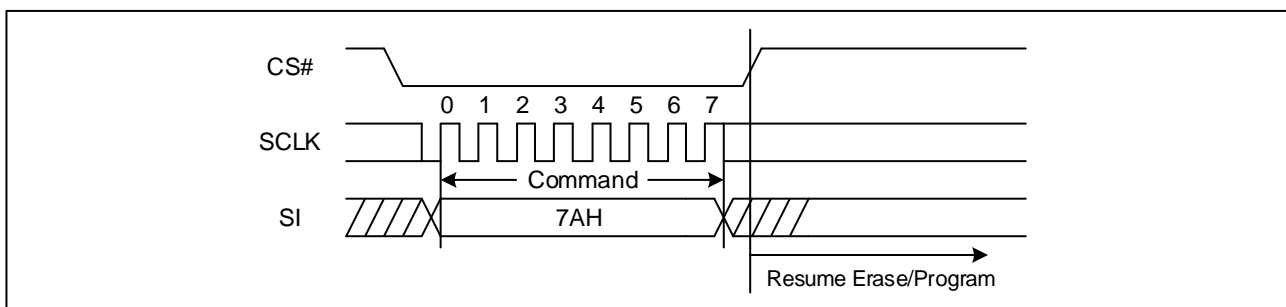 CS#
0 1 2 3 4 5 6 7
SCLK
Command
SI
7AH
Resume Erase/Program